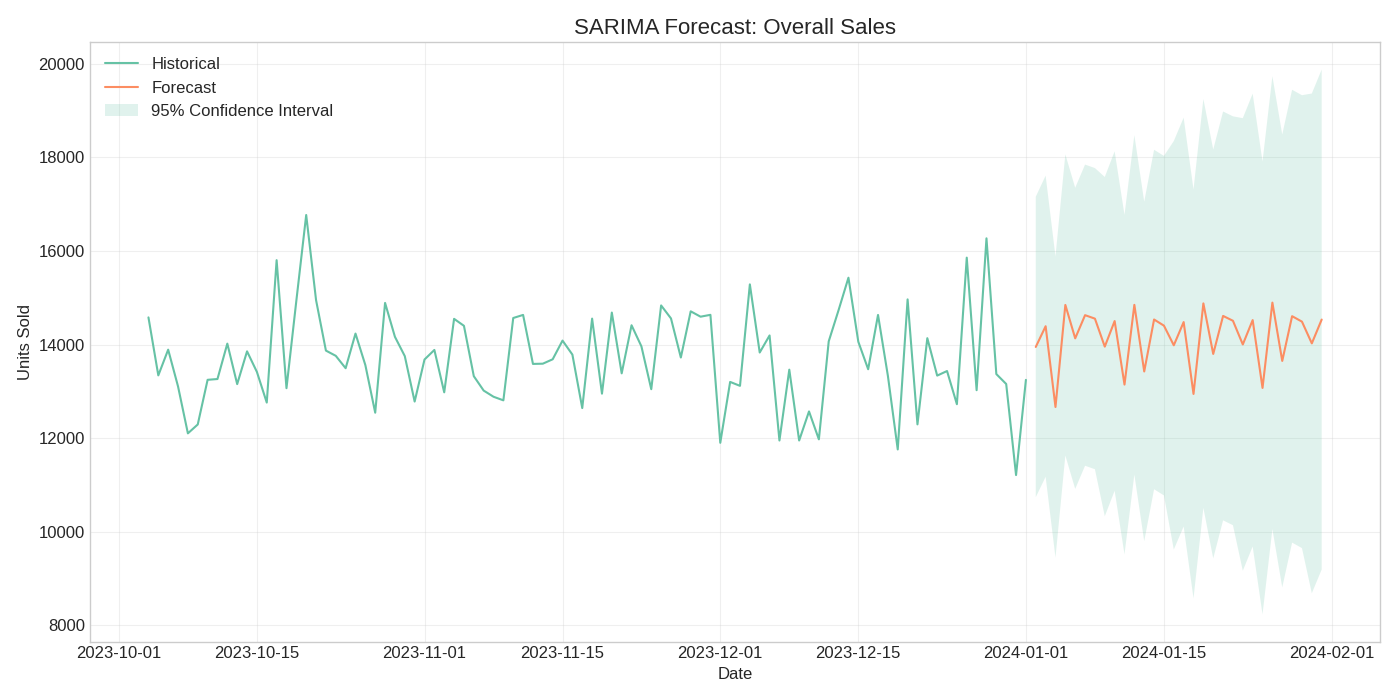 SARIMA Forecast: Overall Sales
Historical
Forecast
95% Confidence Interval
Units Sold
20000
18000
16000
14000
12000
10000
8000
2023-10-01
2023-10-15
2023-11-01
2023-11-15
2023-12-01
2023-12-15
2024-01-01
2024-01-15
2024-02-01
Date